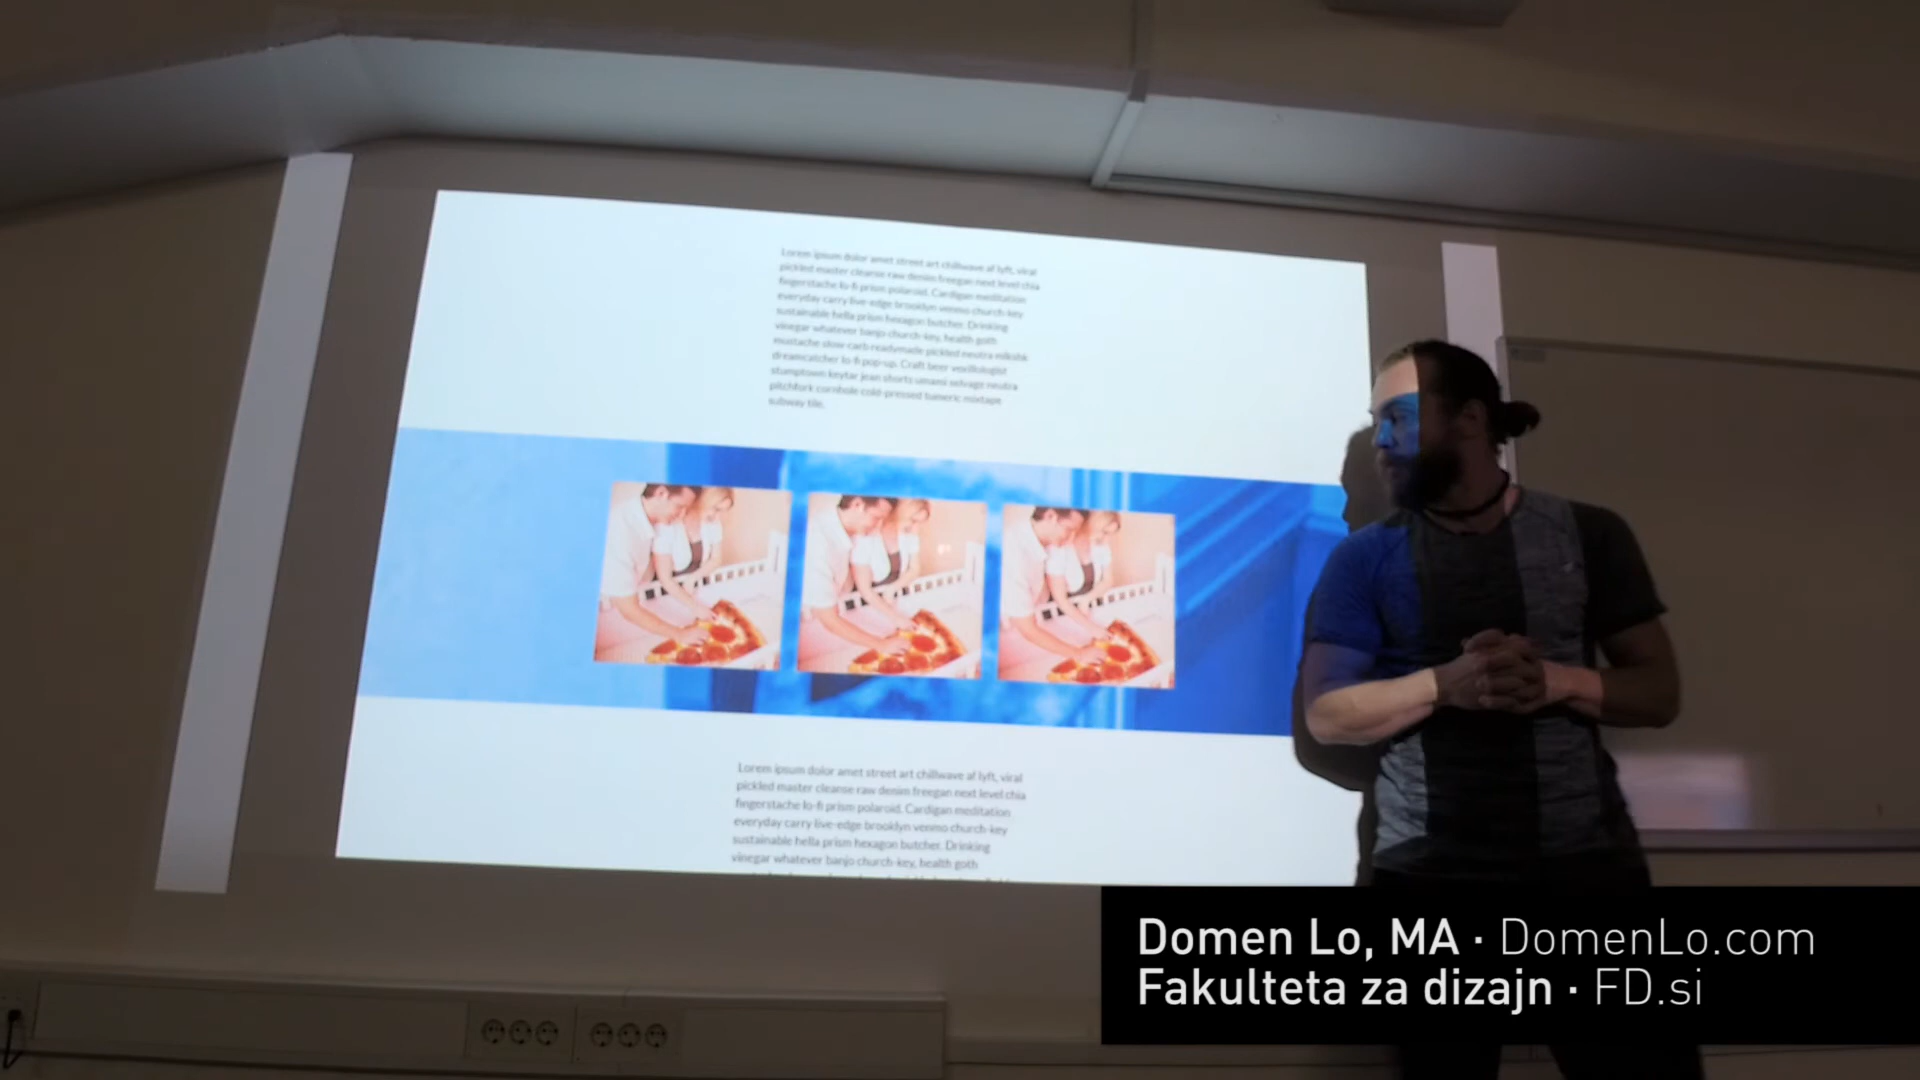 Lorem ipsum dolor amet street art chillwave af lyft, viral
pickled master cleanse raw denim freegan next level chia
fingerstache lo-fi prism polaroid. Cardigan meditation
everyday carry live-edge brooklyn venmo church-key
sustainable hella prism hexagon butcher. Drinking
vinegar whatever banjo church-key, health goth
mustache slow-carb readymade pickled neutra mlkshk
dreamcatcher lo-fi pop-up. Craft beer vexillologist
stumptown keytar jean shorts umami selvage neutra
pitchfork cornhole cold-pressed tumeric mixtape
subway tile.
Lorem ipsum dolor amet street art chillwave af lyft, viral
pickled master cleanse raw denim freegan next level chia
fingerstache lo-fi prism polaroid. Cardigan meditation
everyday carry live-edge brooklyn venmo church-key
sustainable hella prism hexagon butcher. Drinking
vinegar whatever banjo church-key, health goth
Domen Lo, MA · DomenLo.com
Fakulteta za dizajn · FD.si